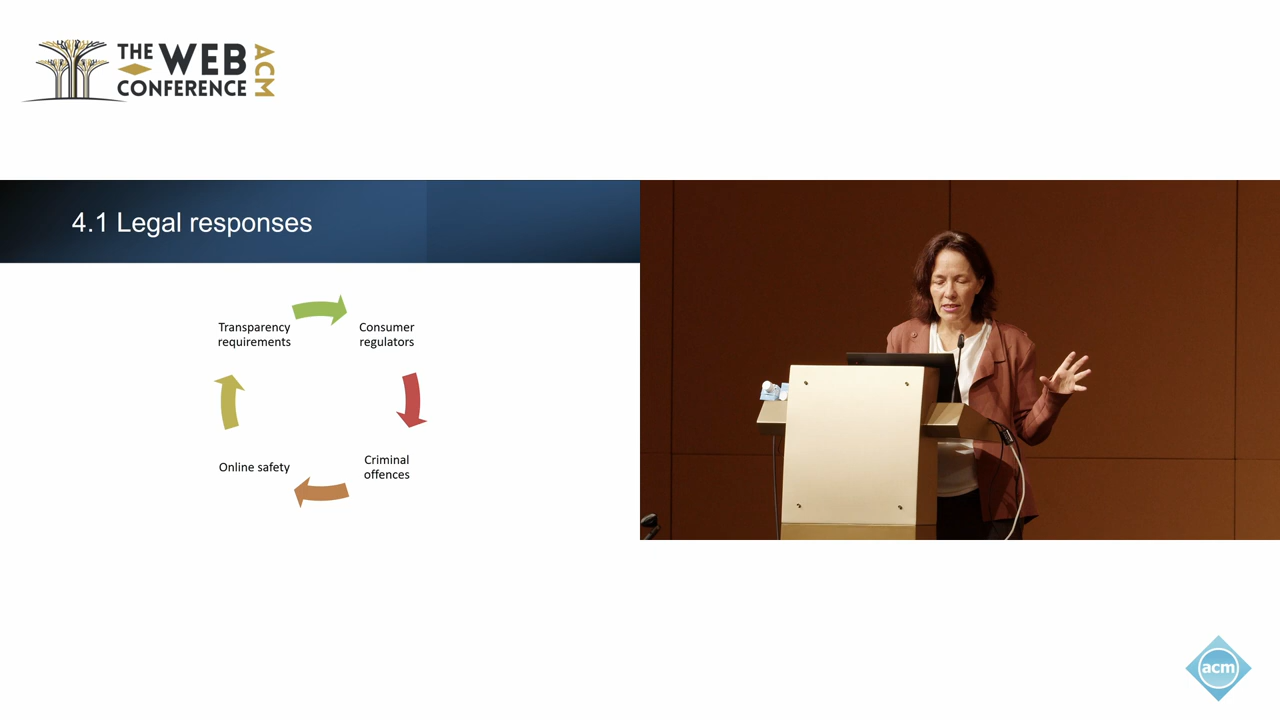 THE WEB
CONFERENCE
ACM
4.1 Legal responses
Transparency
requirements
Consumer
regulators
Online safety
Criminal
offences
acm